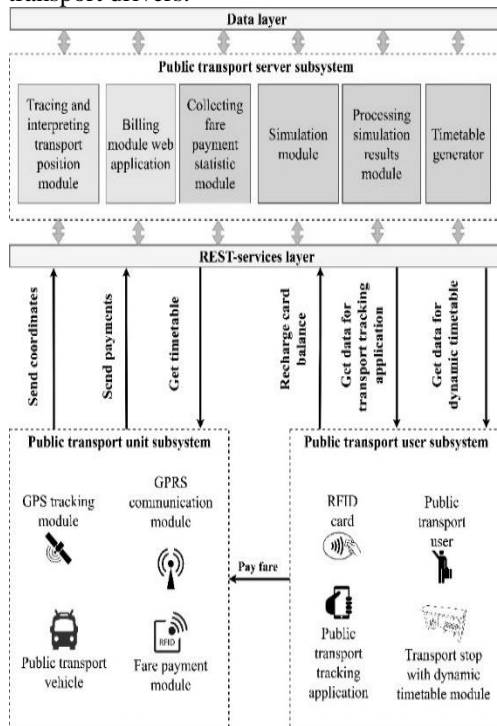 transport drivers.
Data layer
Public transport server subsystem
Tracing and
interpreting
transport
position
module
Billing
module web
application
Collecting
fare
payment
statistic
module
Simulation
module
Processing
simulation
results
module
Timetable
generator
REST-services layer
Send coordinates
Send payments
Get timetable
Recharge card
balance
Get data for
transport tracking
application
Get data for
dynamic timetable
Public transport unit subsystem
GPS tracking
module
GPRS
communication
module
Public transport
vehicle
RFID
Fare payment
module
Pay fare
Public transport user subsystem
RFID
card
Public
transport
user
Public
transport
tracking
application
Transport stop
with dynamic
timetable module